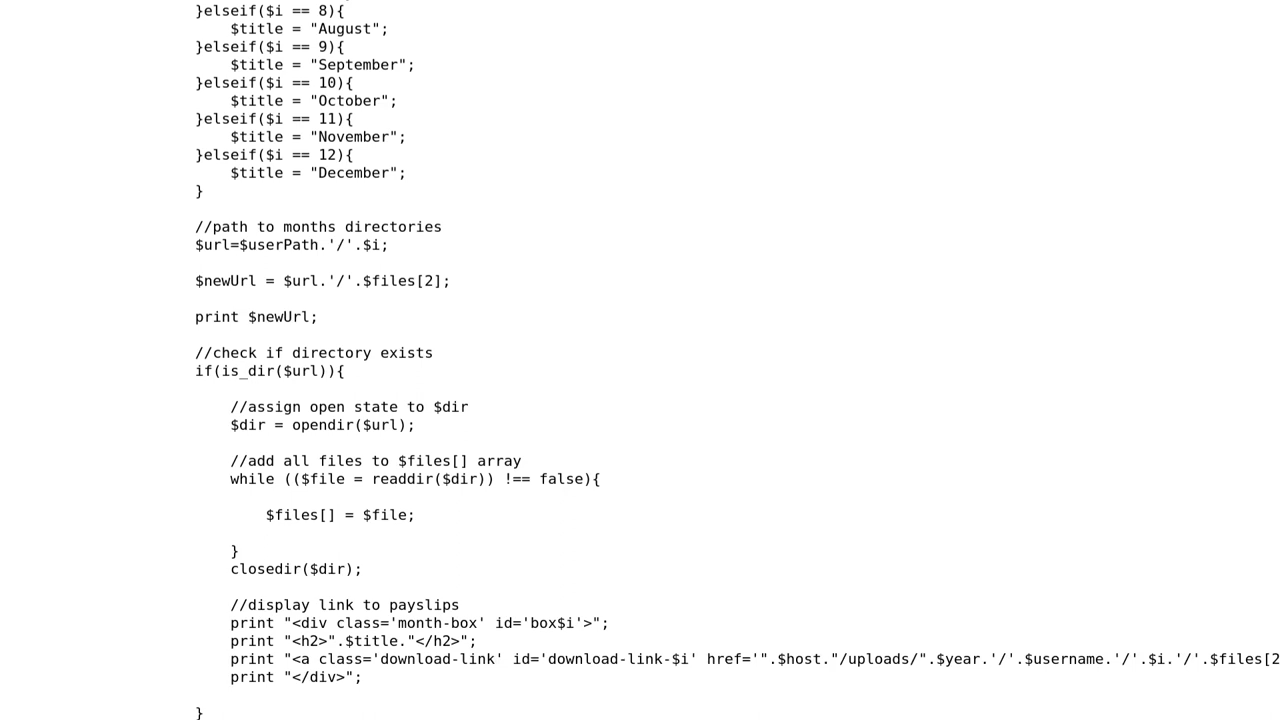 }elseif($i == 8){
    $title = "August";
}elseif($i == 9){
    $title = "September";
}elseif($i == 10){
    $title = "October";
}elseif($i == 11){
    $title = "November";
}elseif($i == 12){
    $title = "December";
}

//path to months directories
$url=$userPath.'/'.$i;

$newUrl = $url.'/'.$files[2];

print $newUrl;

//check if directory exists
if(is_dir($url)){

    //assign open state to $dir
    $dir = opendir($url);

    //add all files to $files[] array
    while (($file = readdir($dir)) !== false){

        $files[] = $file;

    }
    closedir($dir);

    //display link to payslips
    print "<div class='month-box' id='box$i'>";
    print "<h2>".$title."</h2>";
    print "<a class='download-link' id='download-link-$i' href='".$host."/uploads/".$year.'/'.$username.'/'.$i.'/'.$files[2
    print "</div>";

}